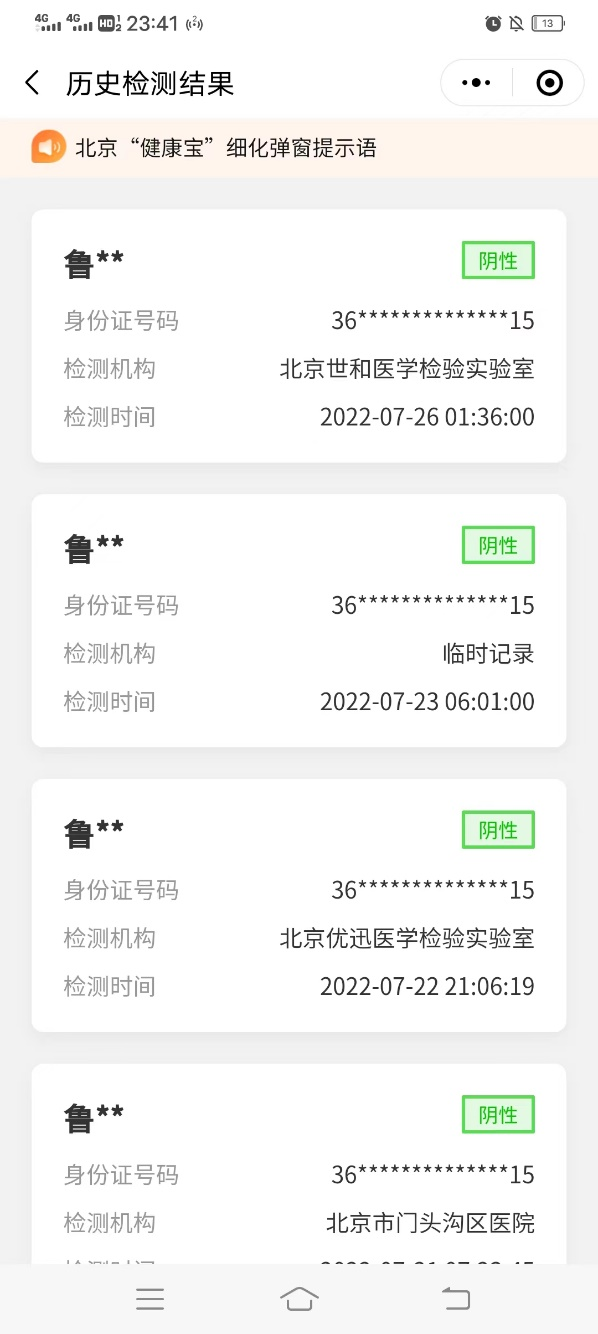 4G 4G HD 1 2 23:41 13
历史检测结果
北京“健康宝”细化弹窗提示语
鲁** 阴性
身份证号码 36**************15
检测机构 北京世和医学检验实验室
检测时间 2022-07-26 01:36:00
鲁** 阴性
身份证号码 36**************15
检测机构 临时记录
检测时间 2022-07-23 06:01:00
鲁** 阴性
身份证号码 36**************15
检测机构 北京优迅医学检验实验室
检测时间 2022-07-22 21:06:19
鲁** 阴性
身份证号码 36**************15
检测机构 北京市门头沟区医院
检测时间